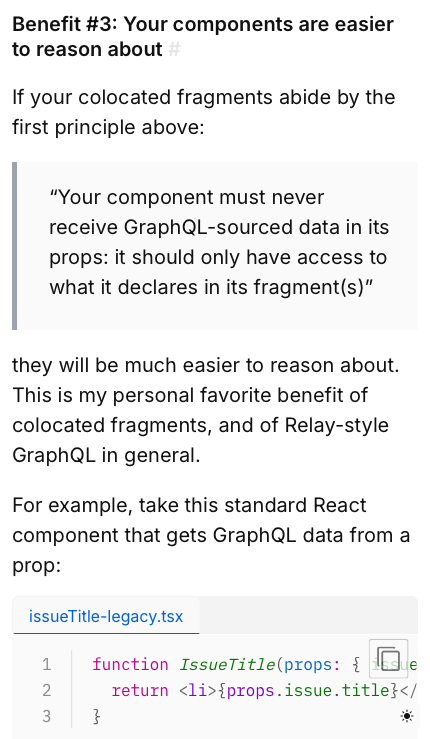 Benefit #3: Your components are easier
to reason about #
If your colocated fragments abide by the
first principle above:
“Your component must never
receive GraphQL-sourced data in its
props: it should only have access to
what it declares in its fragment(s)”
they will be much easier to reason about.
This is my personal favorite benefit of
colocated fragments, and of Relay-style
GraphQL in general.
For example, take this standard React
component that gets GraphQL data from a
prop:
issueTitle-legacy.tsx
1 function IssueTitle(props: { issue
2 return <li>{props.issue.title}</
3 }